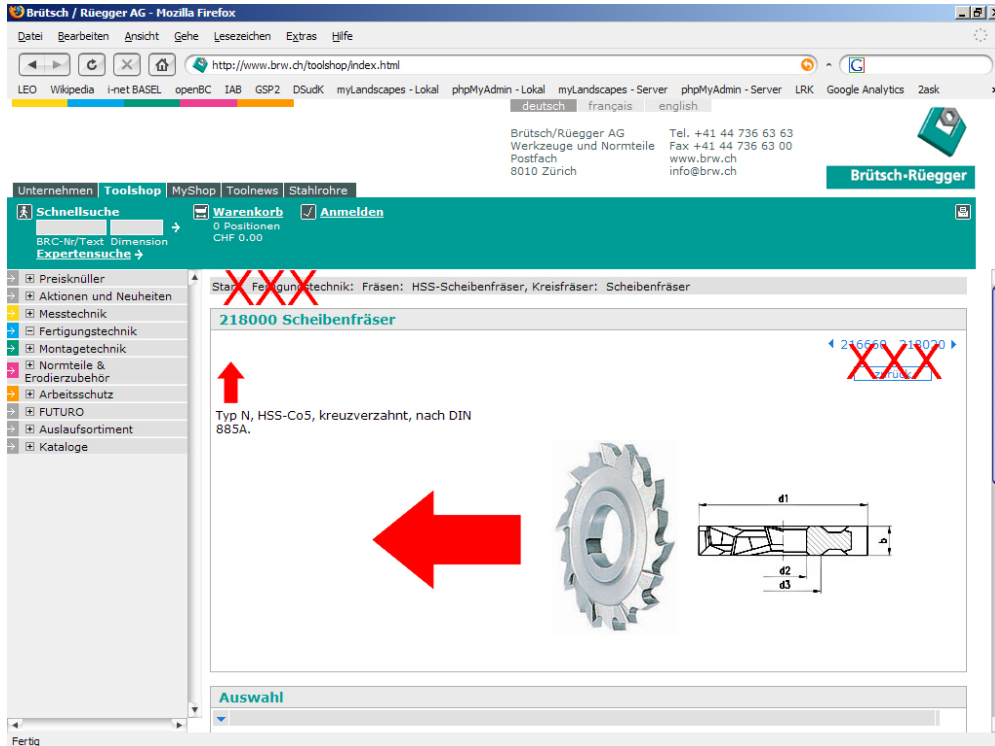 Brütsch / Rüegger AG - Mozilla Firefox
Datei Bearbeiten Ansicht Gehe Lesezeichen Extras Hilfe
http://www.brw.ch/toolshop/index.html
G
LEO Wikipedia i-net BASEL openBC IAB GSP2 DSudK myLandscapes - Lokal phpMyAdmin - Lokal myLandscapes - Server phpMyAdmin - Server LRK Google Analytics 2ask
deutsch français english
Brütsch/Rüegger AG Tel. +41 44 736 63 63
Werkzeuge und Normteile Fax +41 44 736 63 00
Postfach www.brw.ch
8010 Zürich info@brw.ch
Brütsch-Rüegger
Unternehmen Toolshop MyShop Toolnews Stahlrohre
Schnellsuche Warenkorb Anmelden
0 Positionen
BRC-Nr/Text Dimension CHF 0.00
Expertensuche
Preisknüller
Aktionen und Neuheiten
Messtechnik
Fertigungstechnik
Montagetechnik
Normteile &
Erodierzubehör
Arbeitsschutz
FUTURO
Auslaufsortiment
Kataloge
Start: Fertigungstechnik: Fräsen: HSS-Scheibenfräser, Kreisfräser: Scheibenfräser
218000 Scheibenfräser
216660 218020
zurück
Typ N, HSS-Co5, kreuzverzahnt, nach DIN
885A.
d1
b
d2
d3
Auswahl
Fertig